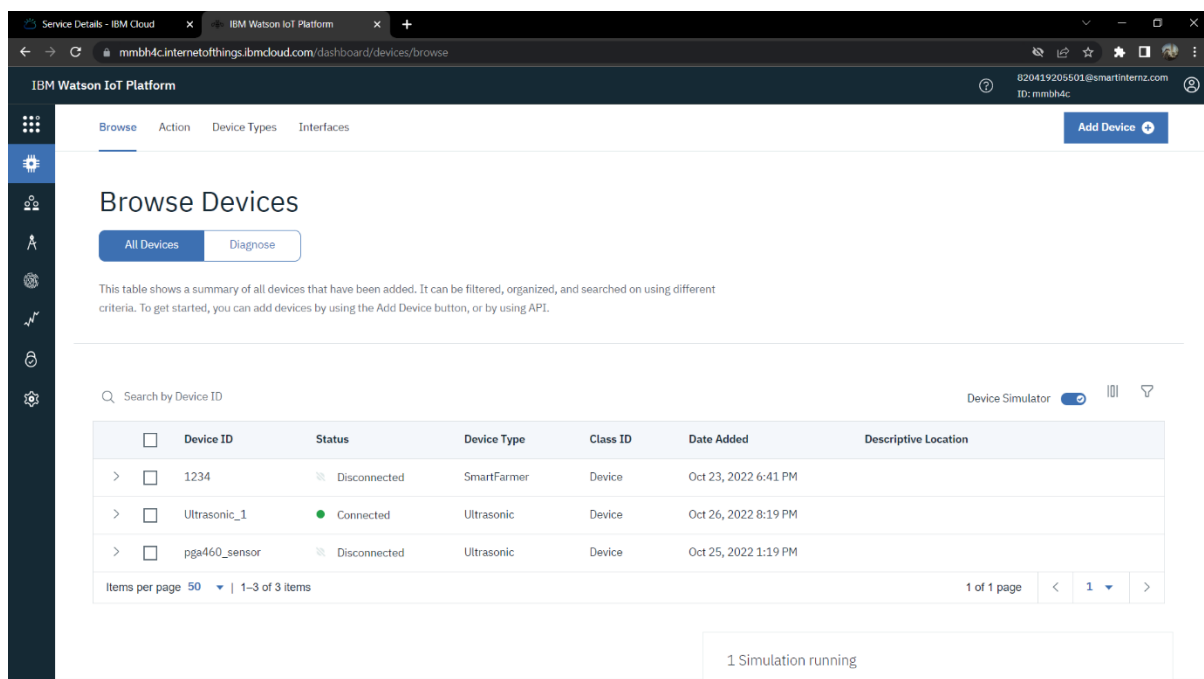 Service Details - IBM Cloud
IBM Watson IoT Platform
mmbh4c.internetofthings.ibmcloud.com/dashboard/devices/browse
IBM Watson IoT Platform
820419205501@smartinternz.com
ID: mmbh4c
Browse Action Device Types Interfaces
Add Device
Browse Devices
All Devices Diagnose
This table shows a summary of all devices that have been added. It can be filtered, organized, and searched on using different
criteria. To get started, you can add devices by using the Add Device button, or by using API.
Search by Device ID
Device Simulator
Device ID Status Device Type Class ID Date Added Descriptive Location
1234 Disconnected SmartFarmer Device Oct 23, 2022 6:41 PM
Ultrasonic_1 Connected Ultrasonic Device Oct 26, 2022 8:19 PM
pga460_sensor Disconnected Ultrasonic Device Oct 25, 2022 1:19 PM
Items per page 50 | 1–3 of 3 items
1 of 1 page 1
1 Simulation running